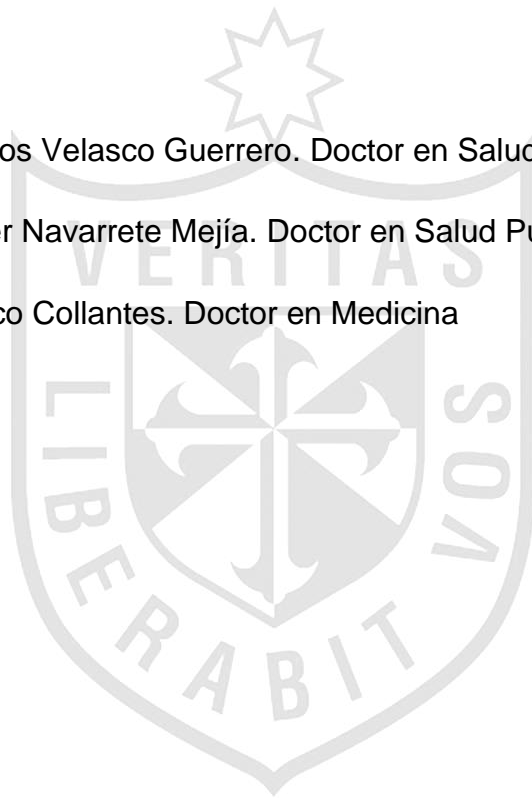 os Velasco Guerrero. Doctor en Salud
er Navarrete Mejía. Doctor en Salud Pu
co Collantes. Doctor en Medicina
VERITAS
LIBERABIT VOS